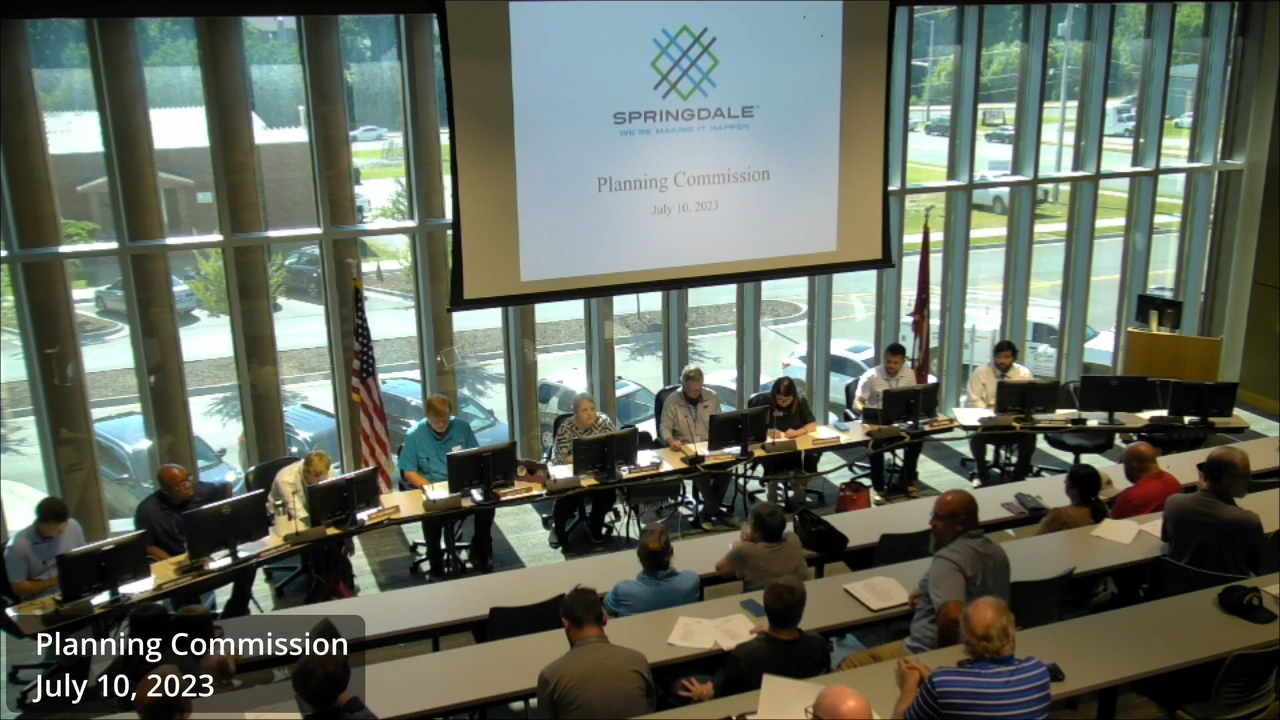 SPRINGDALE
WE'RE MAKING IT HAPPEN
Planning Commission
July 10, 2023
Planning Commission
July 10, 2023